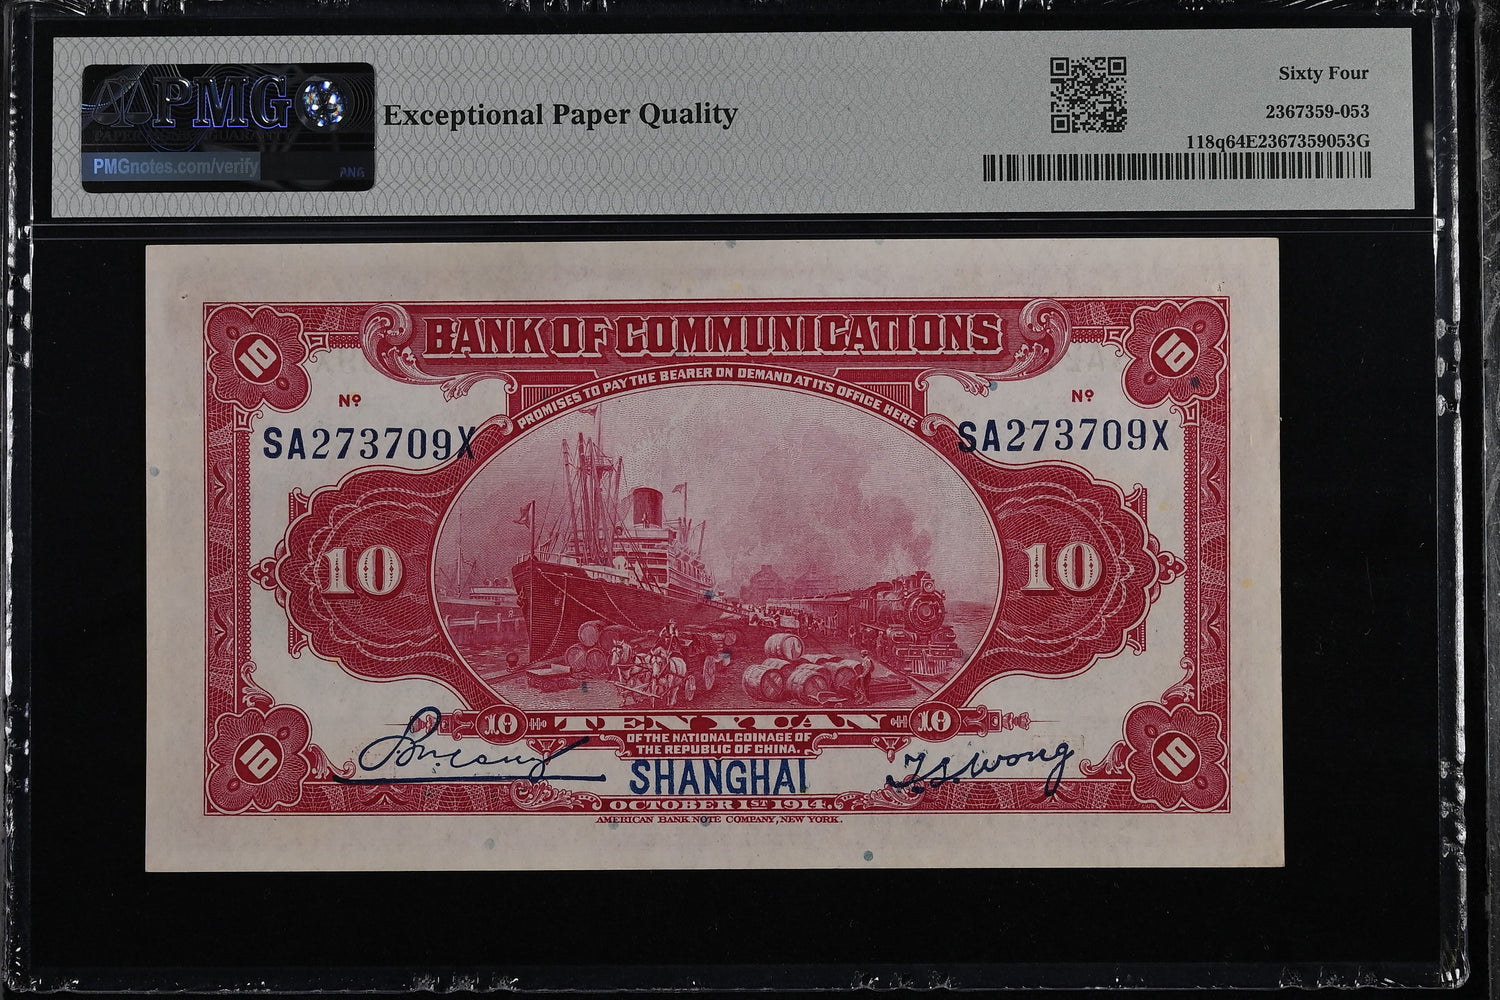 PMG
PMGnotes.com/verify
PMG
Exceptional Paper Quality
Sixty Four
2367359-053
118q64E2367359053G
BANK OF COMMUNICATIONS
PROMISES TO PAY THE BEARER ON DEMAND AT ITS OFFICE HERE
10
10
Nº
Nº
SA273709X
SA273709X
10
10
10 TEN YUAN 10
OF THE NATIONAL COINAGE OF
THE REPUBLIC OF CHINA.
SHANGHAI
T S Wong
10
10
OCTOBER 1ST 1914.
AMERICAN BANK NOTE COMPANY, NEW YORK.